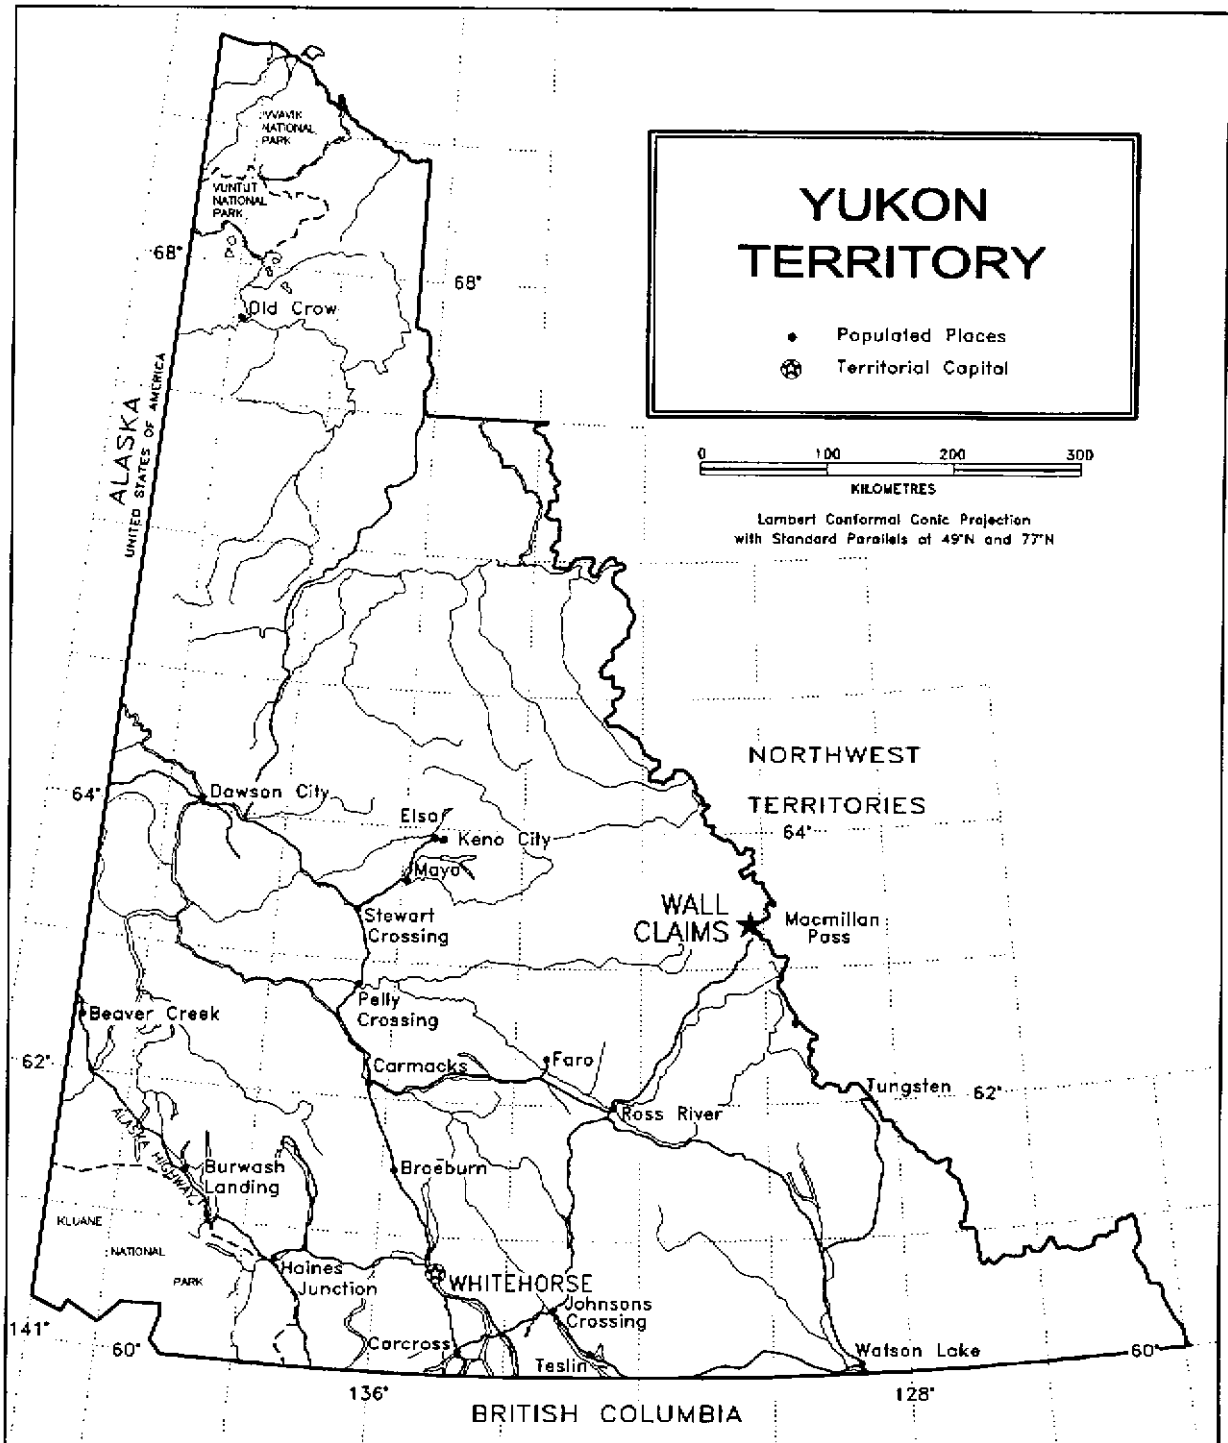 IVVAVIK
NATIONAL
PARK
VUNTUT
NATIONAL
PARK
68°
68°
Old Crow
YUKON
TERRITORY
Populated Places
Territorial Capital
0 100 200 300
KILOMETRES
Lambert Conformal Conic Projection
with Standard Parallels at 49°N and 77°N
ALASKA
UNITED STATES OF AMERICA
NORTHWEST
TERRITORIES
64°
Dawson City
64°
Elsa
Keno City
Mayo
Stewart
Crossing
WALL
CLAIMS
Macmillan
Pass
Pelly
Crossing
Beaver Creek
62°
Carmacks
Faro
Tungsten
62°
Ross River
ALASKA HIGHWAY
Burwash
Landing
Braeburn
KLUANE
NATIONAL
PARK
Haines
Junction
WHITEHORSE
Johnsons
Crossing
141°
60°
Carcross
Teslin
Watson Lake
60°
136°
128°
BRITISH COLUMBIA